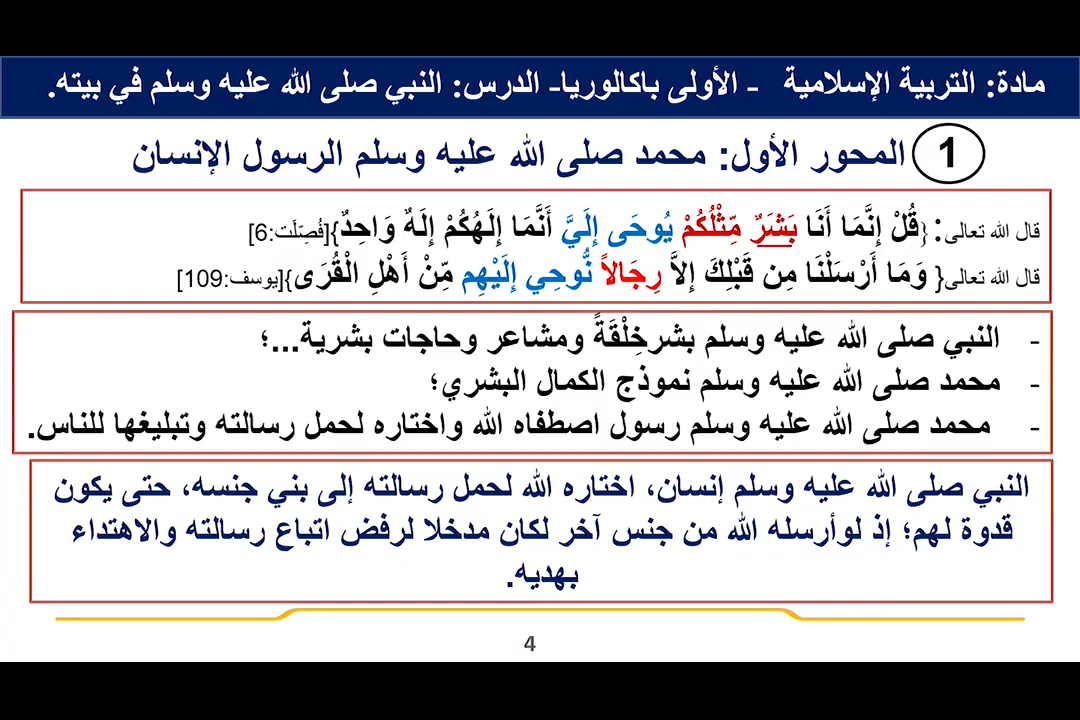 مادة: التربية الإسلامية - الأولى باكالوريا- الدرس: النبي صلى الله عليه وسلم في بيته.
1 المحور الأول: محمد صلى الله عليه وسلم الرسول الإنسان
قال الله تعالى: {قُلْ إِنَّمَا أَنَا بَشَرٌ مِّثْلُكُمْ يُوحَى إِلَيَّ أَنَّمَا إِلَهُكُمْ إِلَهٌ وَاحِدٌ}[فُصِّلَت:6]
قال الله تعالى{ وَمَا أَرْسَلْنَا مِن قَبْلِكَ إِلاَّ رِجَالاً نُّوحِي إِلَيْهِم مِّنْ أَهْلِ الْقُرَى}[يوسف:109]
- النبي صلى الله عليه وسلم بشرخِلْقَةً ومشاعر وحاجات بشرية...؛
- محمد صلى الله عليه وسلم نموذج الكمال البشري؛
- محمد صلى الله عليه وسلم رسول اصطفاه الله واختاره لحمل رسالته وتبليغها للناس.
النبي صلى الله عليه وسلم إنسان، اختاره الله لحمل رسالته إلى بني جنسه، حتى يكون
قدوة لهم؛ إذ لوأرسله الله من جنس آخر لكان مدخلا لرفض اتباع رسالته والاهتداء
بهديه.
4